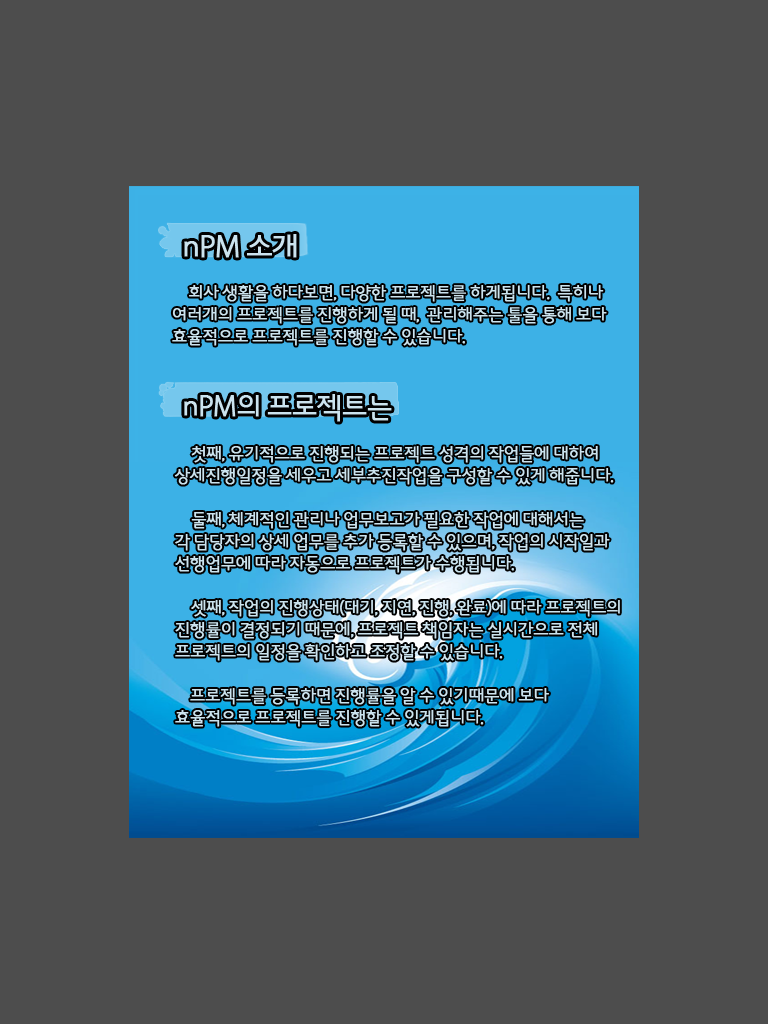 nPM 소개
회사 생활을 하다보면, 다양한 프로젝트를 하게됩니다. 특히나
여러개의 프로젝트를 진행하게 될 때, 관리해주는 툴을 통해 보다
효율적으로 프로젝트를 진행할 수 있습니다.
nPM의 프로젝트는
첫째, 유기적으로 진행되는 프로젝트 성격의 작업들에 대하여
상세진행일정을 세우고 세부추진작업을 구성할 수 있게 해줍니다.
둘째, 체계적인 관리나 업무보고가 필요한 작업에 대해서는
각 담당자의 상세 업무를 추가 등록할 수 있으며, 작업의 시작일과
선행업무에 따라 자동으로 프로젝트가 수행됩니다.
셋째, 작업의 진행상태(대기, 지연, 진행, 완료)에 따라 프로젝트의
진행률이 결정되기 때문에, 프로젝트 책임자는 실시간으로 전체
프로젝트의 일정을 확인하고 조정할 수 있습니다.
프로젝트를 등록하면 진행률을 알 수 있기때문에 보다
효율적으로 프로젝트를 진행할 수 있게됩니다.